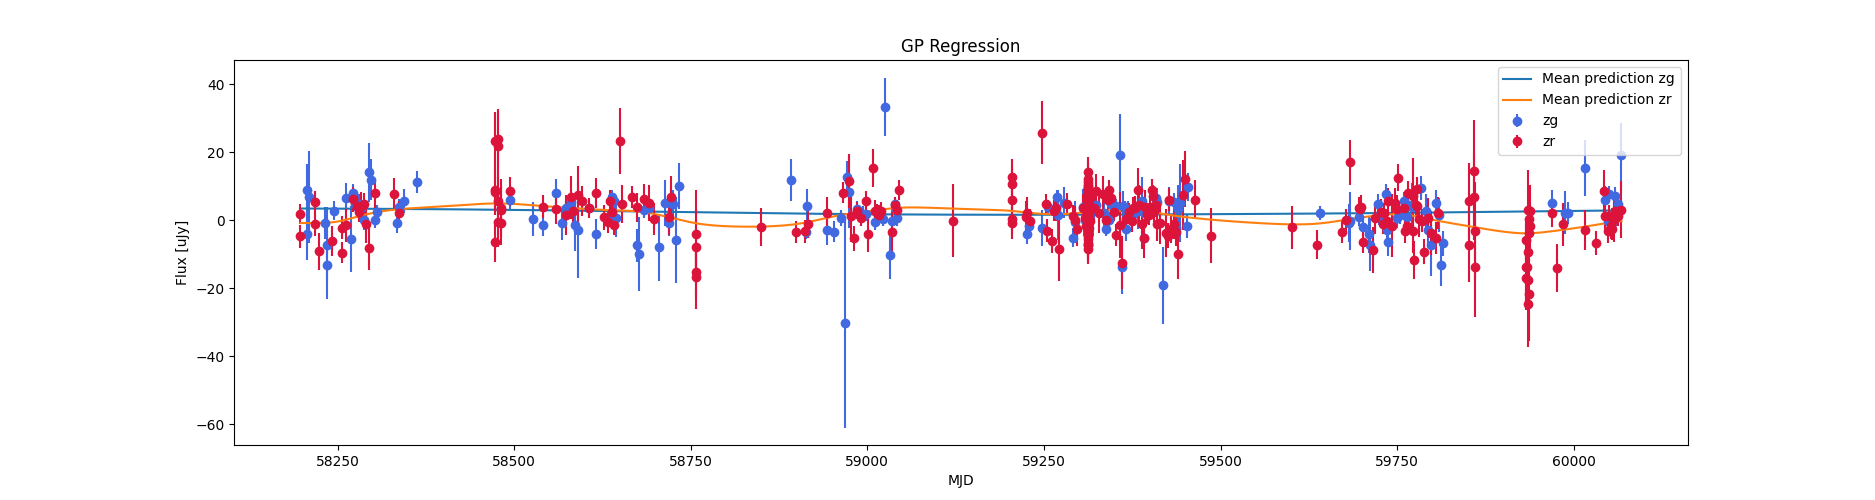 GP Regression
Flux [uJy]
40
20
0
−20
−40
−60
58250
58500
58750
59000
59250
59500
59750
60000
MJD
Mean prediction zg
Mean prediction zr
zg
zr